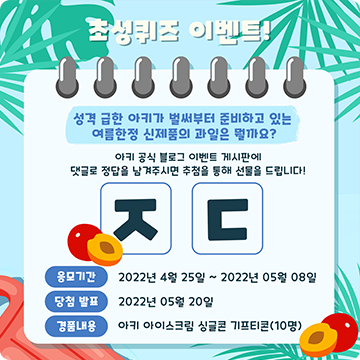 초성퀴즈 이벤트!
성격 급한 아키가 벌써부터 준비하고 있는
여름한정 신제품의 과일은 뭘까요?
아키 공식 블로그 이벤트 게시판에
댓글로 정답을 남겨주시면 추첨을 통해 선물을 드립니다!
ㅈ ㄷ
응모기간 2022년 4월 25일 ~ 2022년 05월 08일
당첨 발표 2022년 05월 20일
경품내용 아키 아이스크림 싱글콘 기프티콘(10명)